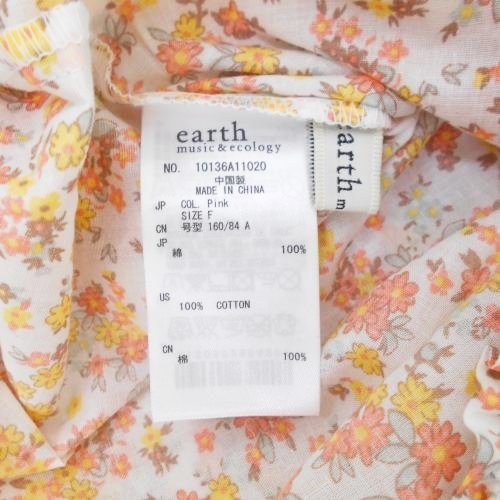 earth
music & ecology
NO. 10136A11020
中国製
MADE IN CHINA
JP COL. Pink
SIZE F
CN 号型 160/84 A
JP 綿 100%
US
100% COTTON
CN
棉 100%
earth m